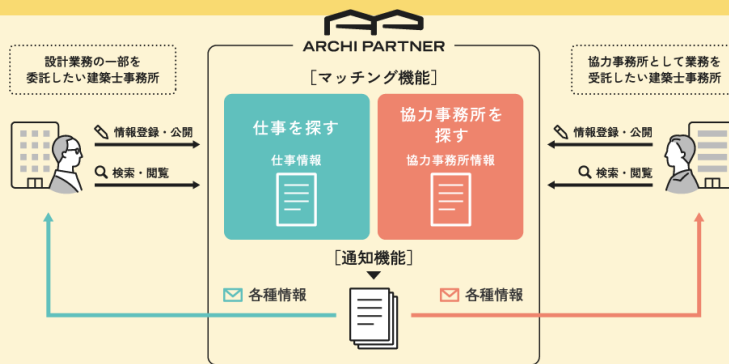 ARCHI PARTNER
設計業務の一部を
委託したい建築士事務所
情報登録・公開
検索・閲覧
[マッチング機能]
仕事を探す
仕事情報
協力事務所を
探す
協力事務所情報
協力事務所として業務を
受託したい建築士事務所
情報登録・公開
検索・閲覧
[通知機能]
各種情報
各種情報